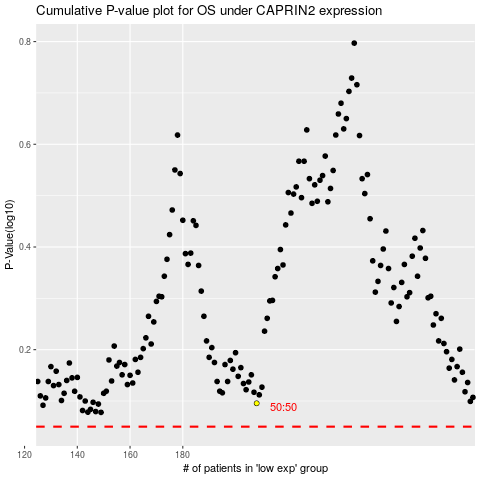 Cumulative P-value plot for OS under CAPRIN2 expression
P-Value(log10)
0.8
0.6
0.4
0.2
50:50
120 140 160 180
# of patients in 'low exp' group